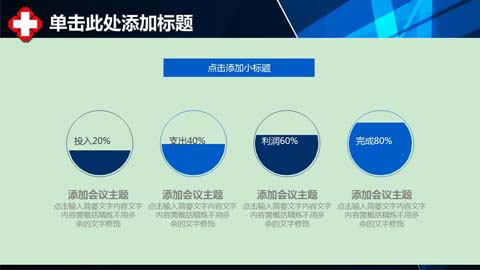 单击此处添加标题
点击添加小标题
投入20%
支出40%
利润60%
完成80%
添加会议主题
点击输入简要文字内容文字
内容需概括精炼不用多
余的文字修饰
添加会议主题
点击输入简要文字内容文字
内容需概括精炼不用多
余的文字修饰
添加会议主题
点击输入简要文字内容文字
内容需概括精炼不用多
余的文字修饰
添加会议主题
点击输入简要文字内容文字
内容需概括精炼不用多
余的文字修饰